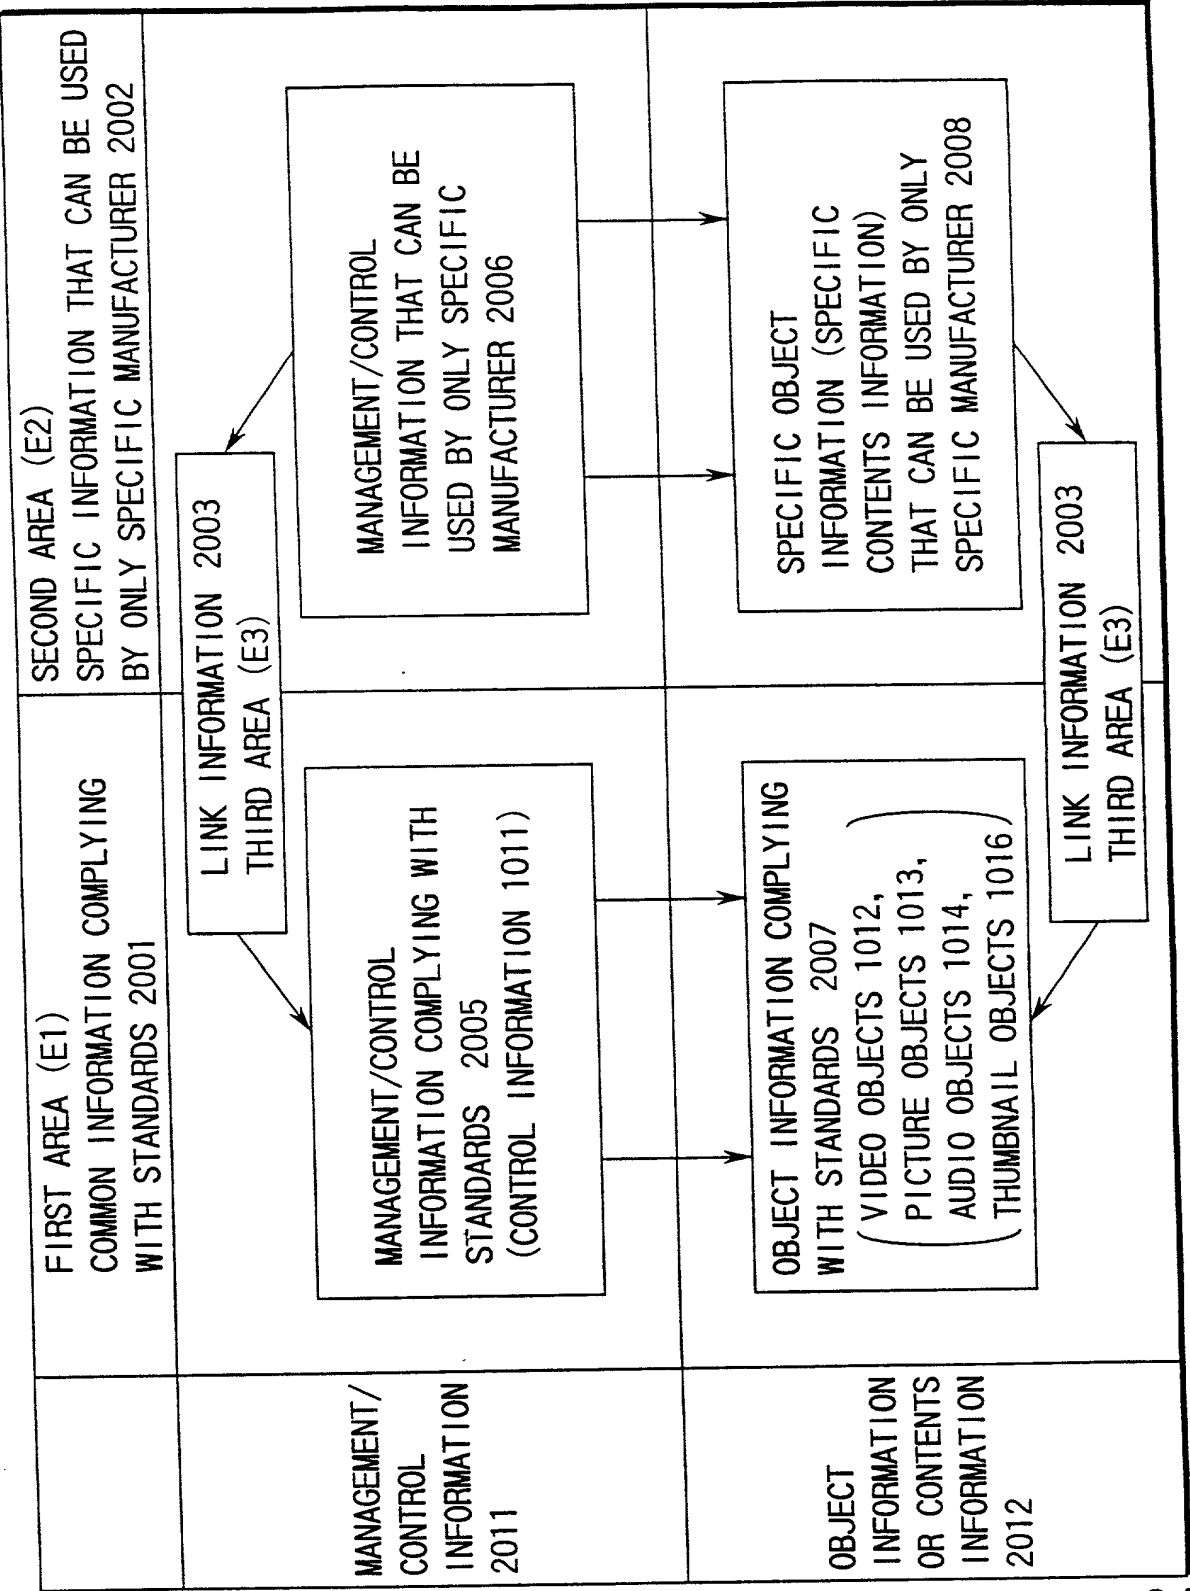 FIRST AREA (E1)
COMMON INFORMATION COMPLYING
WITH STANDARDS 2001
SECOND AREA (E2)
SPECIFIC INFORMATION THAT CAN BE USED
BY ONLY SPECIFIC MANUFACTURER 2002
MANAGEMENT/
CONTROL
INFORMATION
2011
LINK INFORMATION 2003
THIRD AREA (E3)
MANAGEMENT/CONTROL
INFORMATION COMPLYING WITH
STANDARDS 2005
(CONTROL INFORMATION 1011)
MANAGEMENT/CONTROL
INFORMATION THAT CAN BE
USED BY ONLY SPECIFIC
MANUFACTURER 2006
OBJECT
INFORMATION
OR CONTENTS
INFORMATION
2012
OBJECT INFORMATION COMPLYING
WITH STANDARDS 2007
(VIDEO OBJECTS 1012,
PICTURE OBJECTS 1013,
AUDIO OBJECTS 1014,
THUMBNAIL OBJECTS 1016)
SPECIFIC OBJECT
INFORMATION (SPECIFIC
CONTENTS INFORMATION)
THAT CAN BE USED BY ONLY
SPECIFIC MANUFACTURER 2008
LINK INFORMATION 2003
THIRD AREA (E3)